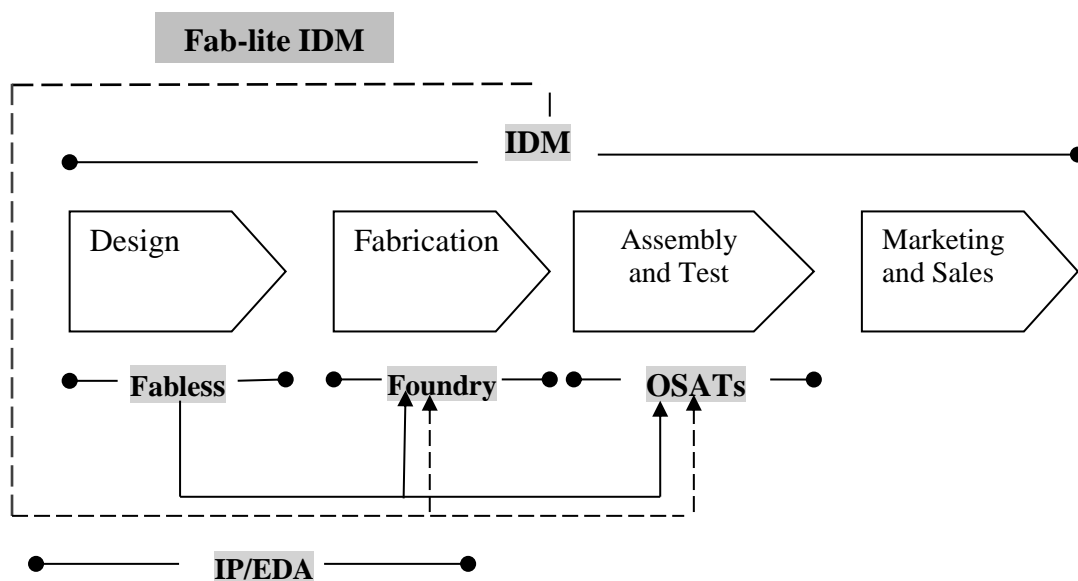 Fab-lite IDM
IDM
Design
Fabrication
Assembly
and Test
Marketing
and Sales
Fabless
Foundry
OSATs
IP/EDA